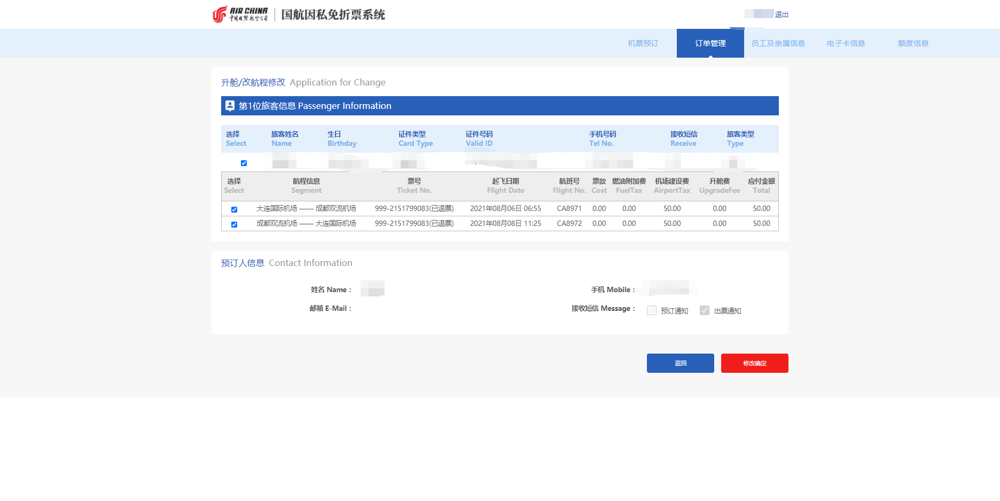 AIR CHINA
中国国际航空公司
国航因私免折票系统
退出
机票预订 订单管理 员工及亲属信息 电子卡信息 额度信息
升舱/改航程修改 Application for Change
第1位旅客信息 Passenger Information
选择 旅客姓名 生日 证件类型 证件号码 手机号码 接收短信 旅客类型
Select Name Birthday Card Type Valid ID Tel No. Receive Type
选择 航程信息 票号 起飞日期 航班号 票款 燃油附加费 机场建设费 升舱费 应付金额
Select Segment Ticket No. Flight Date Flight No. Cost FuelTax AirportTax UpgradeFee Total
大连国际机场 —— 成都双流机场 999-2151799083(已退票) 2021年08月06日 06:55 CA8971 0.00 0.00 50.00 0.00 50.00
成都双流机场 —— 大连国际机场 999-2151799083(已退票) 2021年08月08日 11:25 CA8972 0.00 0.00 50.00 0.00 50.00
预订人信息 Contact Information
姓名 Name : 手机 Mobile :
邮箱 E-Mail : 接收短信 Message : 预订通知 出票通知
返回 修改确定